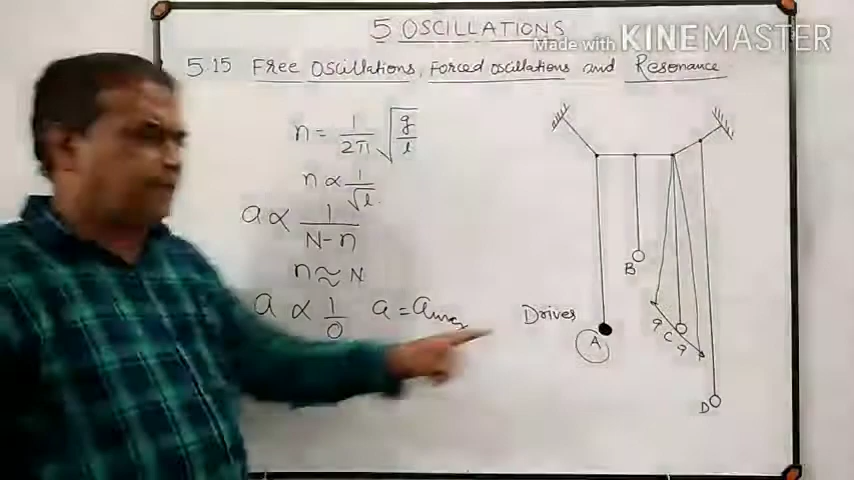 5 OSCILLATIONS
Made with KINEMASTER
5.15 Free Oscillations, Forced oscillations and Resonance
n = 1/2π √g/l
n ∝ 1/√l.
a ∝ 1/N-n
n ≈ N
a ∝ 1/0 a = amax
Drives
A
B
C
D
a
a